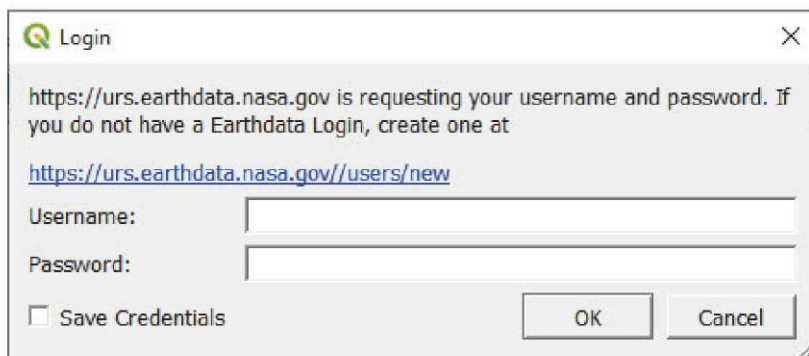 Login
https://urs.earthdata.nasa.gov is requesting your username and password. If
you do not have a Earthdata Login, create one at
https://urs.earthdata.nasa.gov//users/new
Username:
Password:
Save Credentials
OK
Cancel